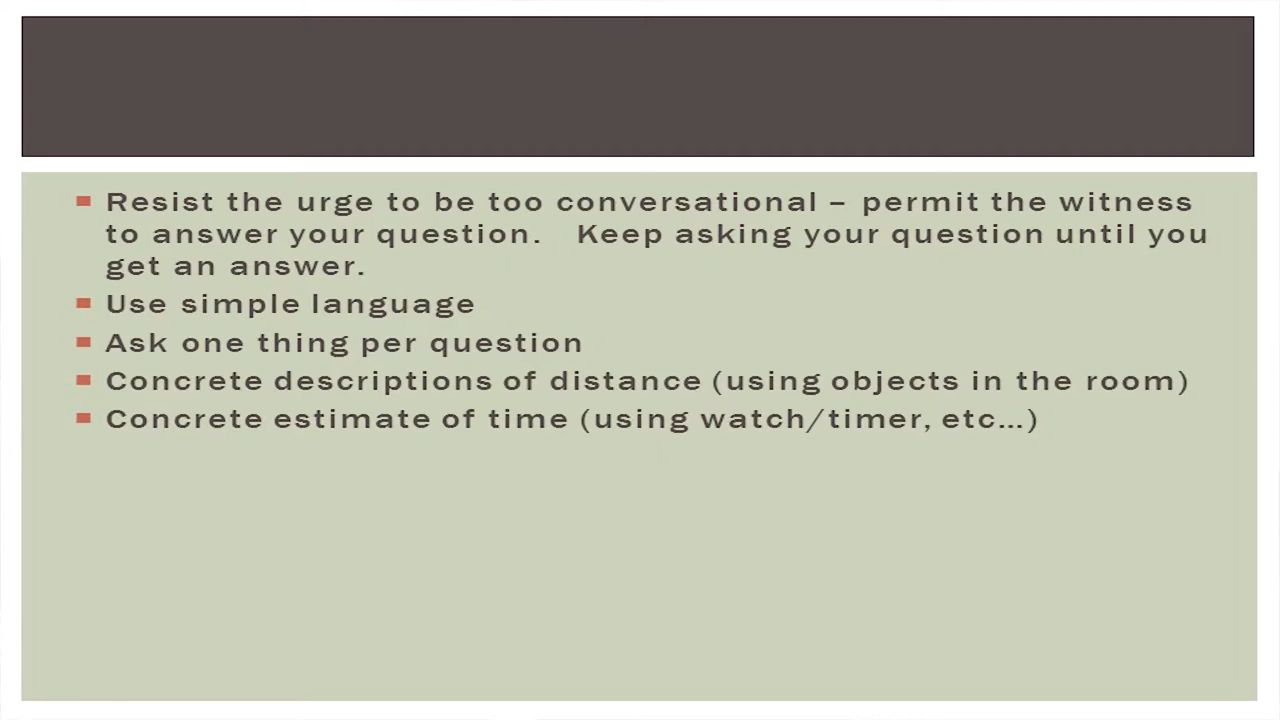 Resist the urge to be too conversational – permit the witness
to answer your question.   Keep asking your question until you
get an answer.
Use simple language
Ask one thing per question
Concrete descriptions of distance (using objects in the room)
Concrete estimate of time (using watch/timer, etc…)